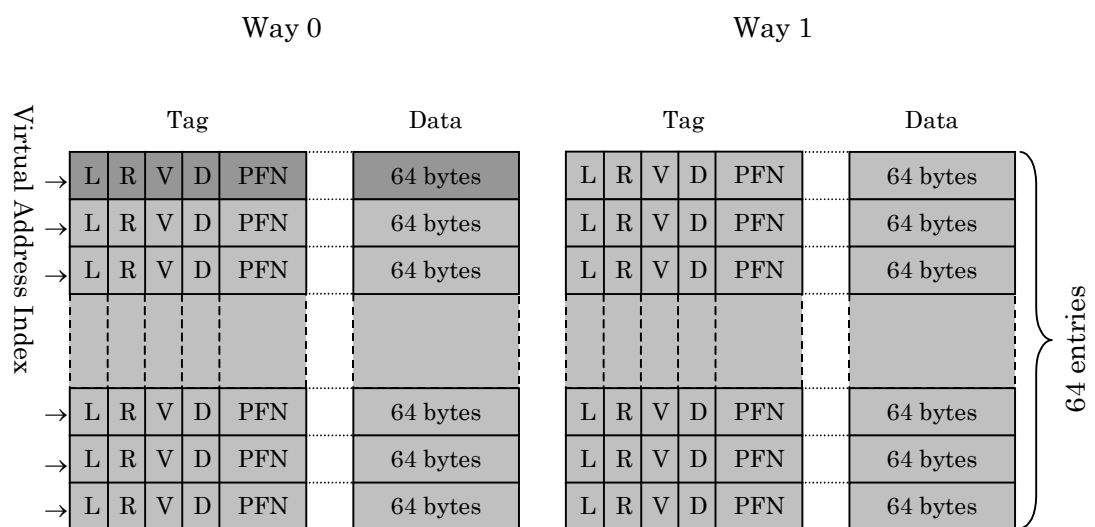 Way 0 Way 1
Tag Data Tag Data
Virtual Address Index
→ L R V D PFN 64 bytes L R V D PFN 64 bytes
→ L R V D PFN 64 bytes L R V D PFN 64 bytes
→ L R V D PFN 64 bytes L R V D PFN 64 bytes
→ L R V D PFN 64 bytes L R V D PFN 64 bytes
→ L R V D PFN 64 bytes L R V D PFN 64 bytes
→ L R V D PFN 64 bytes L R V D PFN 64 bytes
64 entries